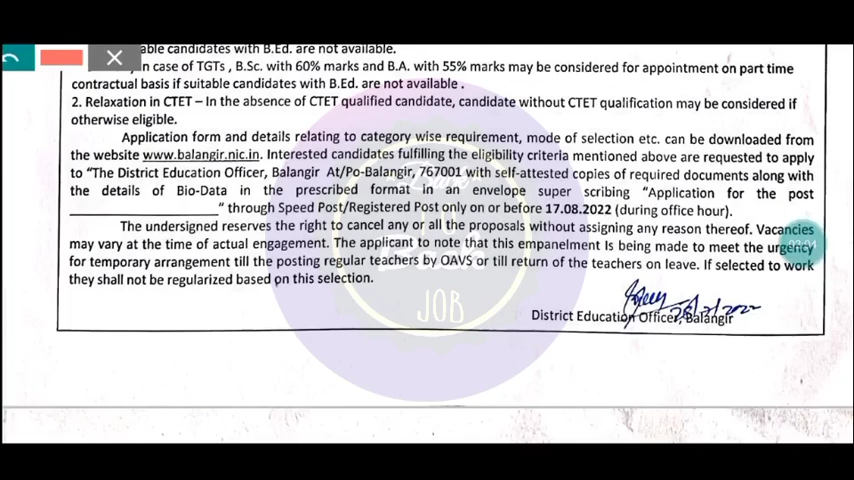 able candidates with B.Ed. are not available.
in case of TGTs , B.Sc. with 60% marks and B.A. with 55% marks may be considered for appointment on part time
contractual basis if suitable candidates with B.Ed. are not available .
2. Relaxation in CTET – In the absence of CTET qualified candidate, candidate without CTET qualification may be considered if
otherwise eligible.
Application form and details relating to category wise requirement, mode of selection etc. can be downloaded from
the website www.balangir.nic.in. Interested candidates fulfilling the eligibility criteria mentioned above are requested to apply
to "The District Education Officer, Balangir At/Po-Balangir, 767001 with self-attested copies of required documents along with
the details of Bio-Data in the prescribed format in an envelope super scribing "Application for the post
____________________" through Speed Post/Registered Post only on or before 17.08.2022 (during office hour).
The undersigned reserves the right to cancel any or all the proposals without assigning any reason thereof. Vacancies
may vary at the time of actual engagement. The applicant to note that this empanelment Is being made to meet the urgency
for temporary arrangement till the posting regular teachers by OAVS or till return of the teachers on leave. If selected to work
they shall not be regularized based on this selection.
JOB
District Education Officer, Balangir